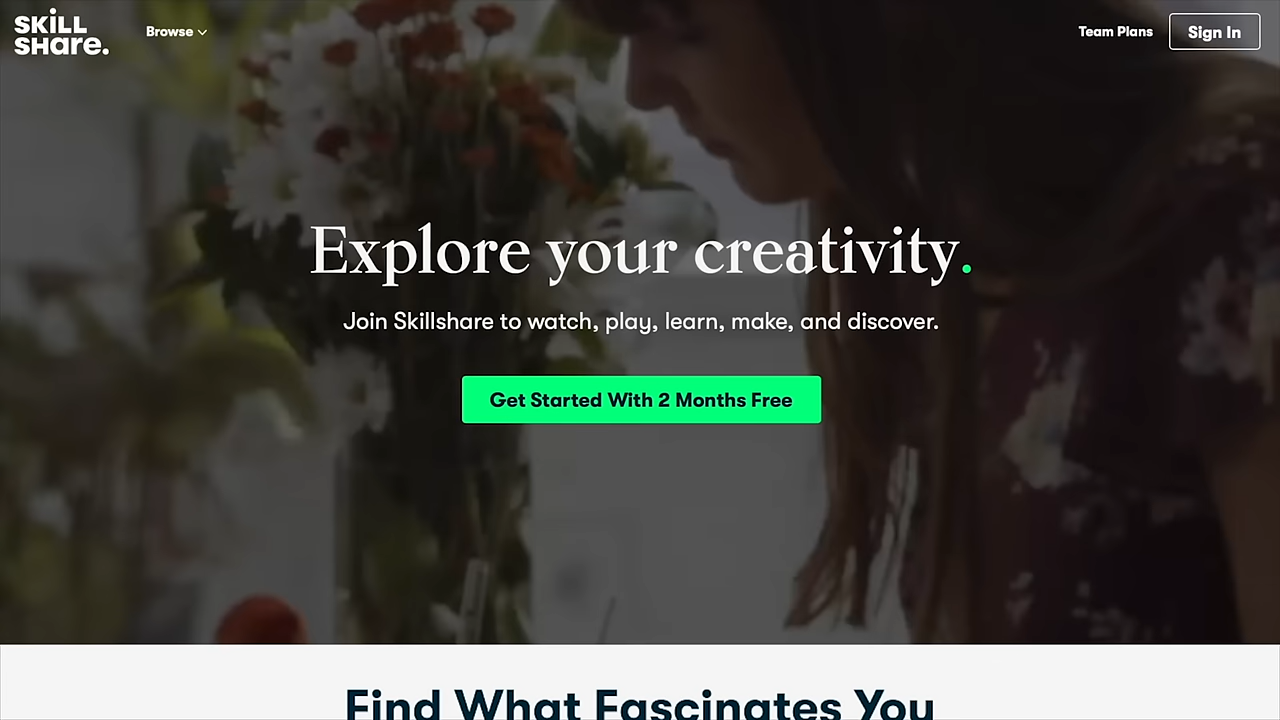 SKiLL
SHare.
Browse
Team Plans
Sign In
Explore your creativity.
Join Skillshare to watch, play, learn, make, and discover.
Get Started With 2 Months Free
Find What Fascinates You